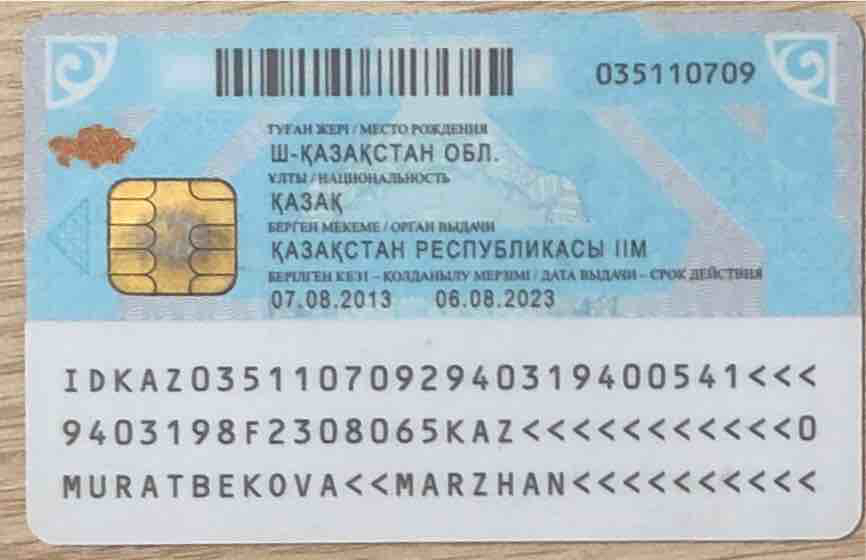 035110709
ТУҒАН ЖЕРІ / МЕСТО РОЖДЕНИЯ
Ш-ҚАЗАҚСТАН ОБЛ.
ҰЛТЫ / НАЦИОНАЛЬНОСТЬ
ҚАЗАҚ
БЕРГЕН МЕКЕМЕ / ОРГАН ВЫДАЧИ
ҚАЗАҚСТАН РЕСПУБЛИКАСЫ ІІМ
БЕРІЛГЕН КЕЗІ – ҚОЛДАНЫЛУ МЕРЗІМІ / ДАТА ВЫДАЧИ – СРОК ДЕЙСТВИЯ
07.08.2013 06.08.2023
IDKAZ0351107092940319400541<<<
9403198F2308065KAZ<<<<<<<<<<<0
MURATBEKOVA<<MARZHAN<<<<<<<<<<